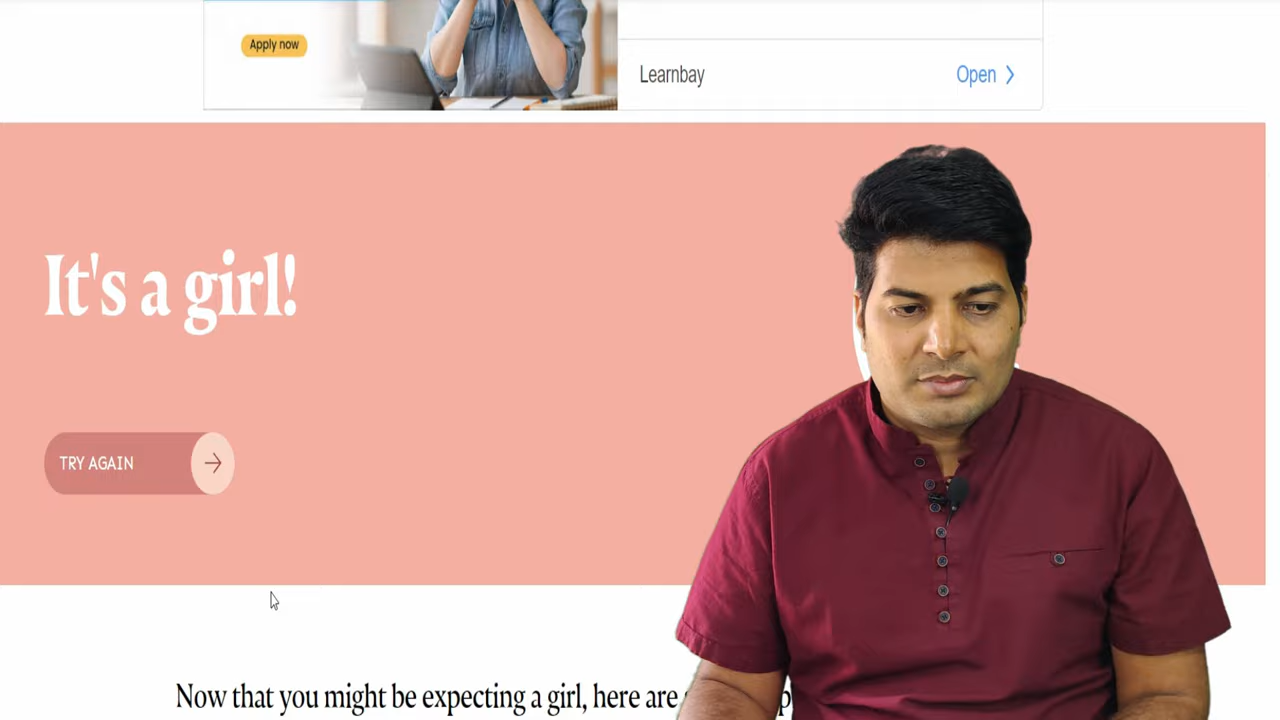 Apply now
Learnbay
Open
It's a girl!
TRY AGAIN
Now that you might be expecting a girl, here are